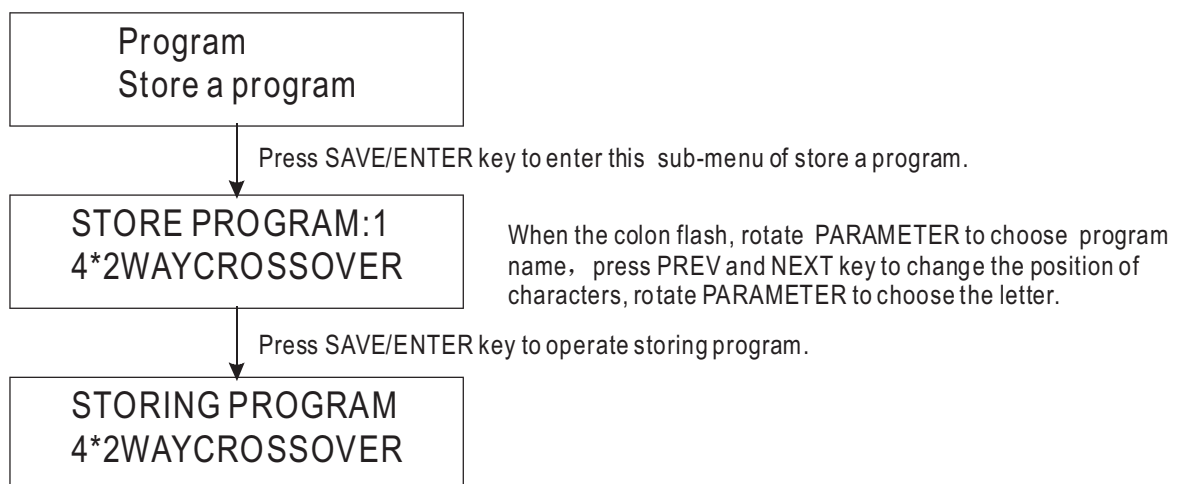 Program
Store a program
Press SAVE/ENTER key to enter this sub-menu of store a program.
STORE PROGRAM:1
4*2WAYCROSSOVER
When the colon flash, rotate PARAMETER to choose program
name，press PREV and NEXT key to change the position of
characters, rotate PARAMETER to choose the letter.
Press SAVE/ENTER key to operate storing program.
STORING PROGRAM
4*2WAYCROSSOVER